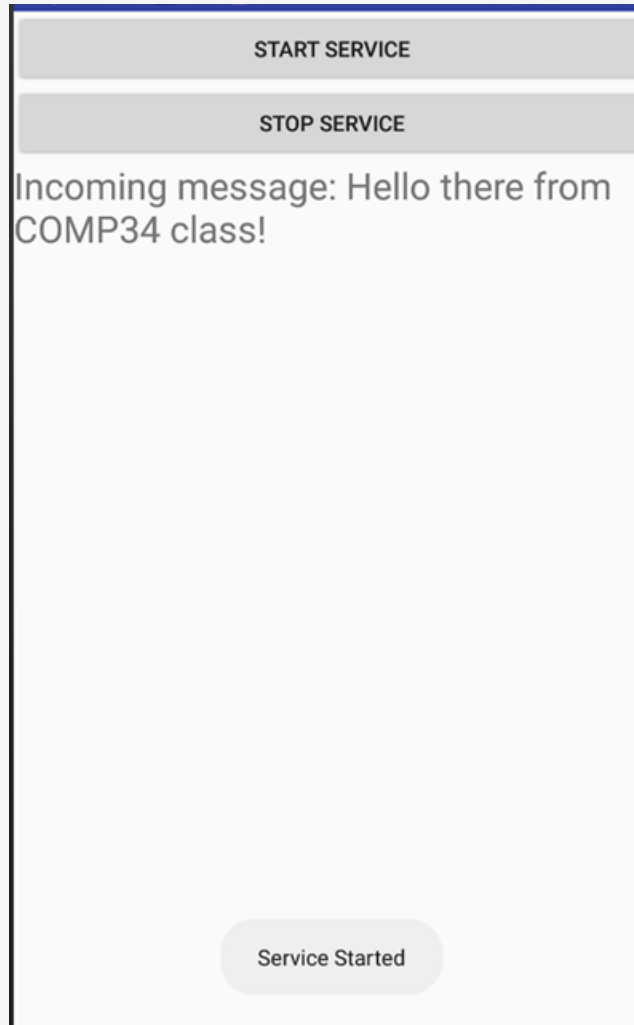 START SERVICE
STOP SERVICE
Incoming message: Hello there from
COMP34 class!
Service Started